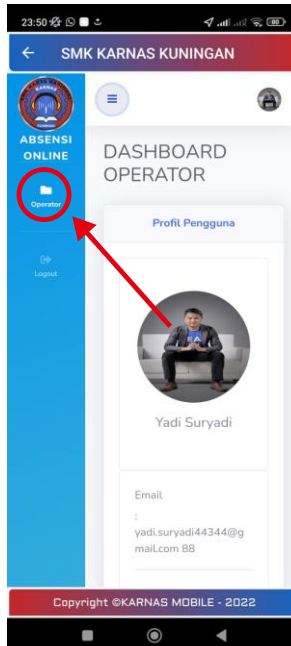 23:50
SMK KARNAS KUNINGAN
KARNAS
ABSENSI
ONLINE
Operator
Logout
DASHBOARD
OPERATOR
Profil Pengguna
Yadi Suryadi
Email
:
yadi.suryadi44344@g
mail.com 88
Copyright ©KARNAS MOBILE - 2022